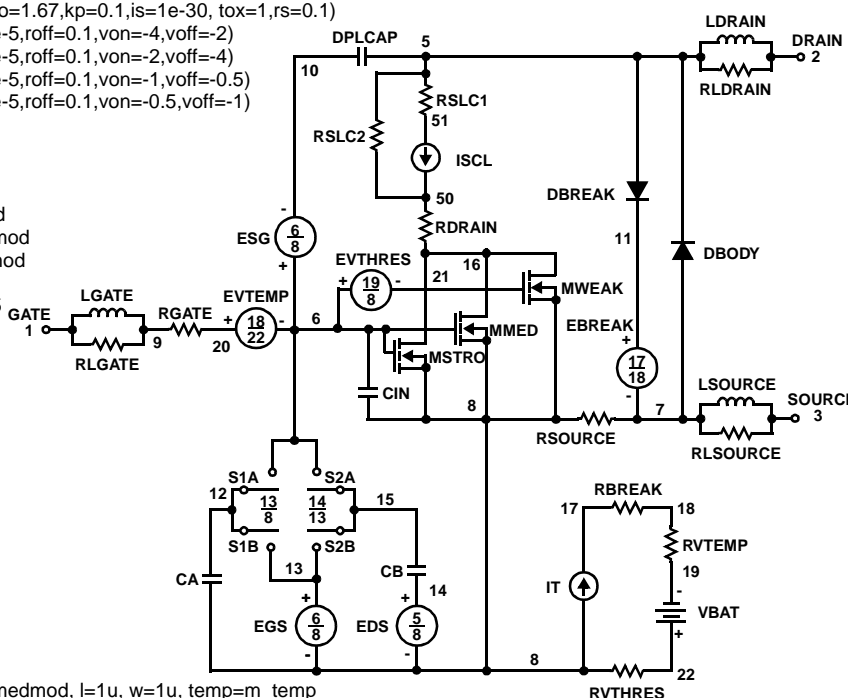 o=1.67,kp=0.1,is=1e-30, tox=1,rs=0.1)
e-5,roff=0.1,von=-4,voff=-2)
e-5,roff=0.1,von=-2,voff=-4)
e-5,roff=0.1,von=-1,voff=-0.5)
e-5,roff=0.1,von=-0.5,voff=-1)
LDRAIN
DPLCAP 5
DRAIN
10
2
RLDRAIN
RSLC1
51
RSLC2
ISCL
DBREAK
50
d
mod
mod
RDRAIN
-
ESG 6 8
+
11
DBODY
EVTHRES
16
+ 19 8 -
21
MWEAK
LGATE
EVTEMP
GATE
1
RGATE
+ 18 22 -
6
MMED
EBREAK
+
9
20
MSTRO
RLGATE
17 18
-
CIN
LSOURCE
8
7
SOURCE
3
RSOURCE
RLSOURCE
S1A
S2A
12
13 8
14 13
15
RBREAK
17
18
S1B
S2B
RVTEMP
13
CB
19
CA
14
IT
-
VBAT
+
+
EGS 6 8
-
+
EDS 5 8
-
8
22
RVTHRES
medmod, l=1u, w=1u, temp=m_temp